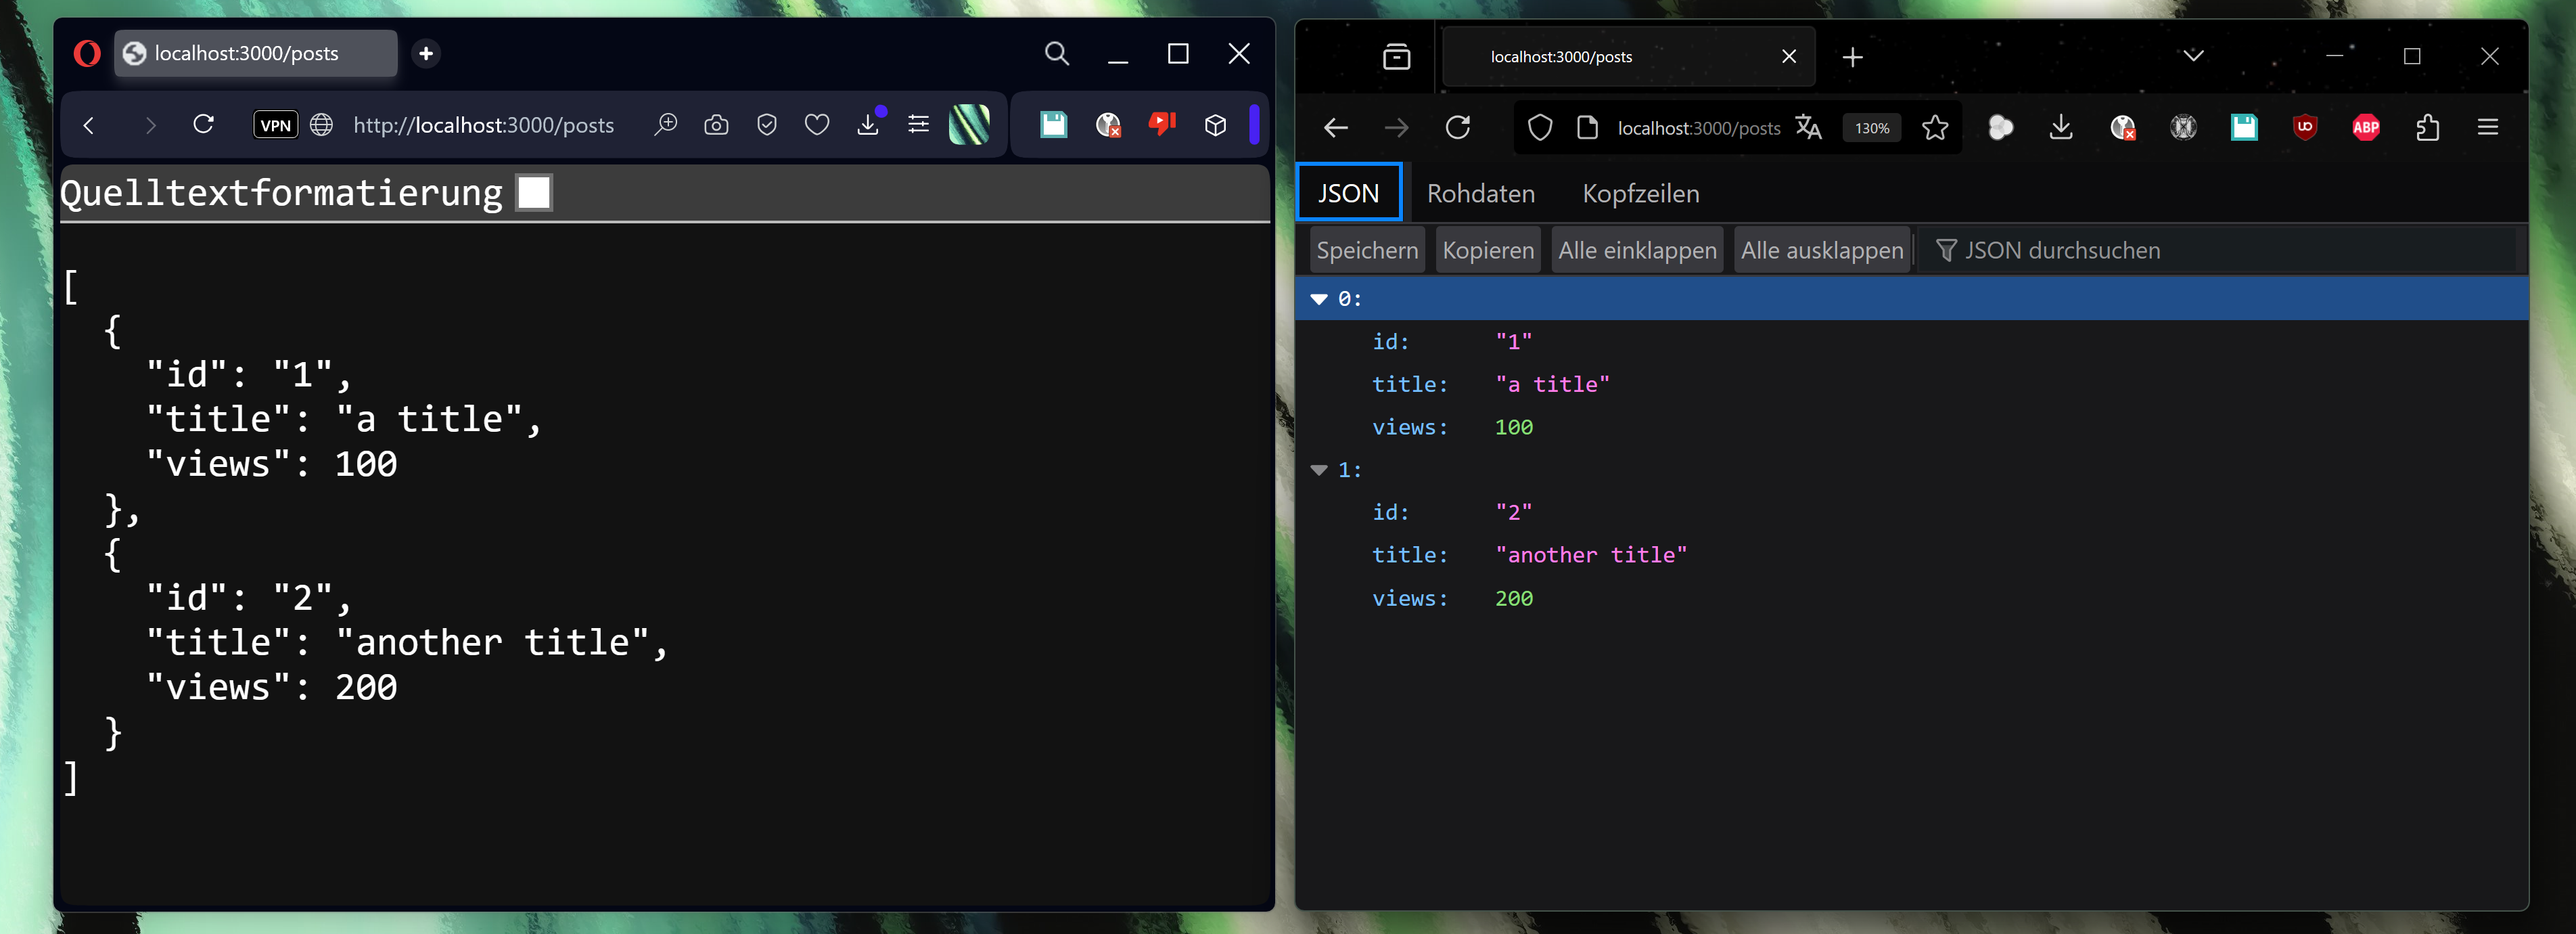 localhost:3000/posts
VPN http://localhost:3000/posts
Quelltextformatierung
[
{
"id": "1",
"title": "a title",
"views": 100
},
{
"id": "2",
"title": "another title",
"views": 200
}
]
localhost:3000/posts
localhost:3000/posts 130% UO ABP
JSON Rohdaten Kopfzeilen
Speichern Kopieren Alle einklappen Alle ausklappen JSON durchsuchen
0:
id: "1"
title: "a title"
views: 100
1:
id: "2"
title: "another title"
views: 200